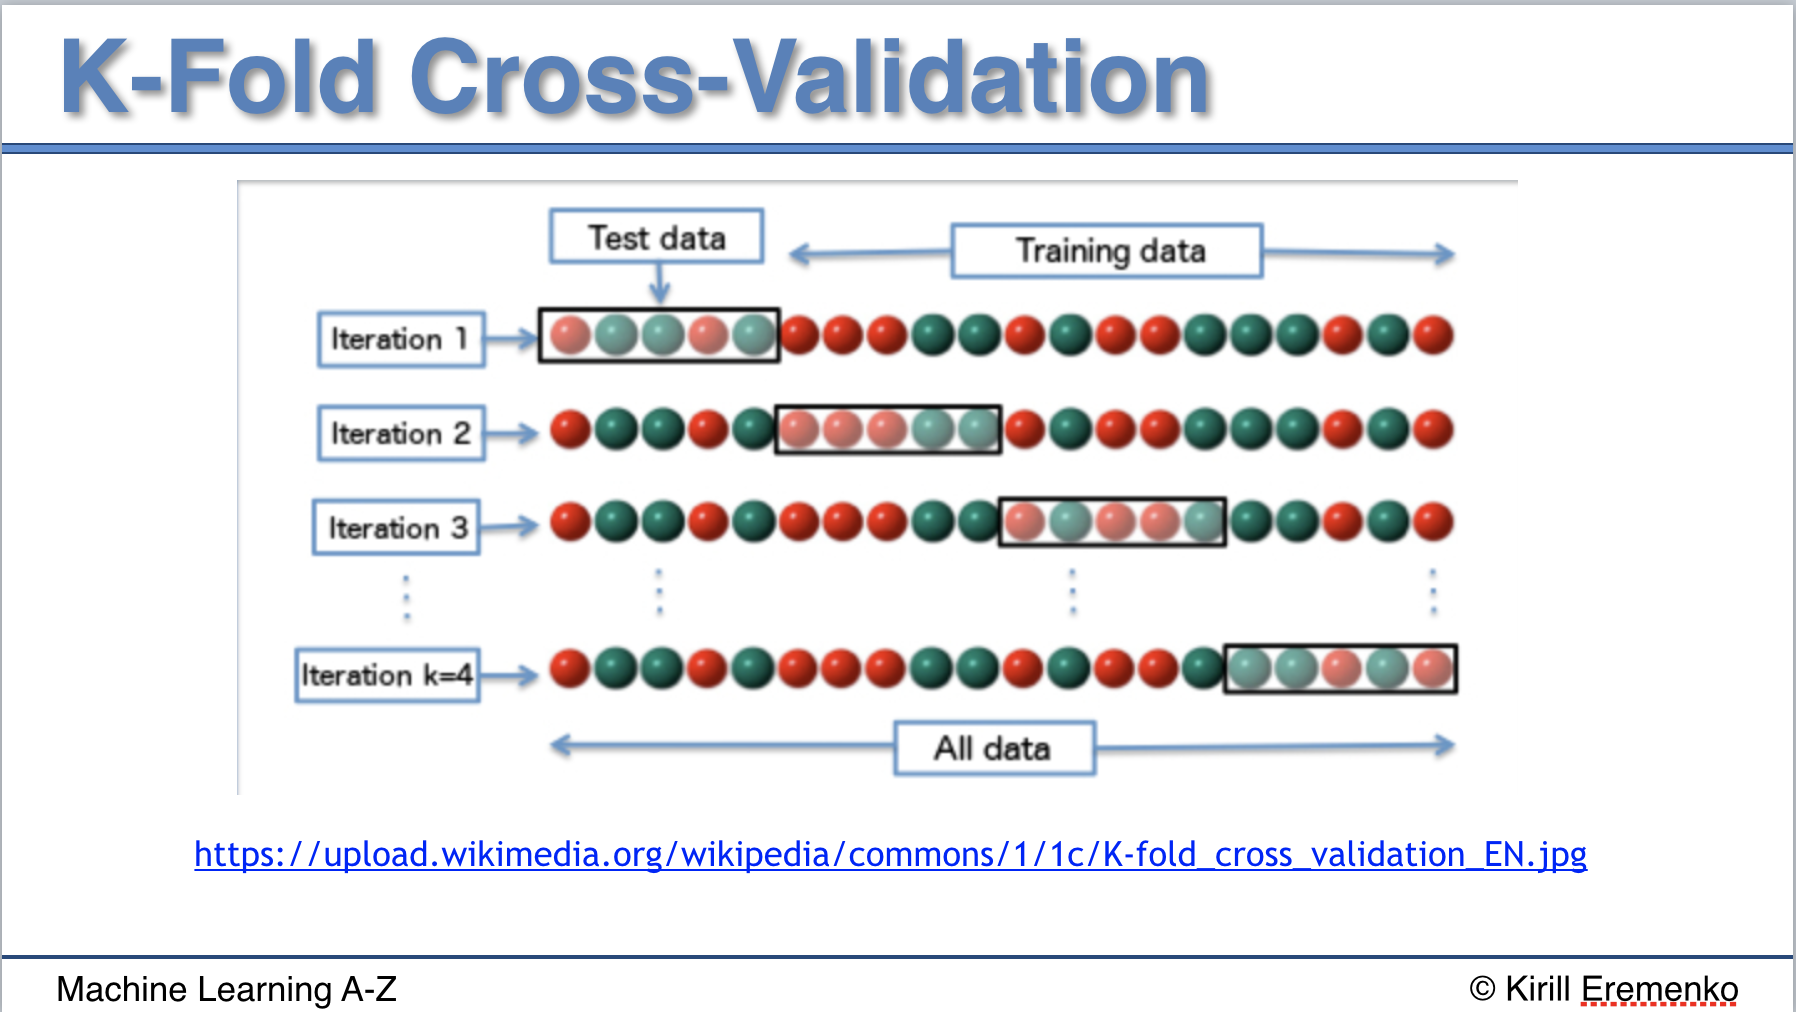 K-Fold Cross-Validation
Test data
Training data
Iteration 1
Iteration 2
Iteration 3
Iteration k=4
All data
https://upload.wikimedia.org/wikipedia/commons/1/1c/K-fold_cross_validation_EN.jpg
Machine Learning A-Z
© Kirill Eremenko